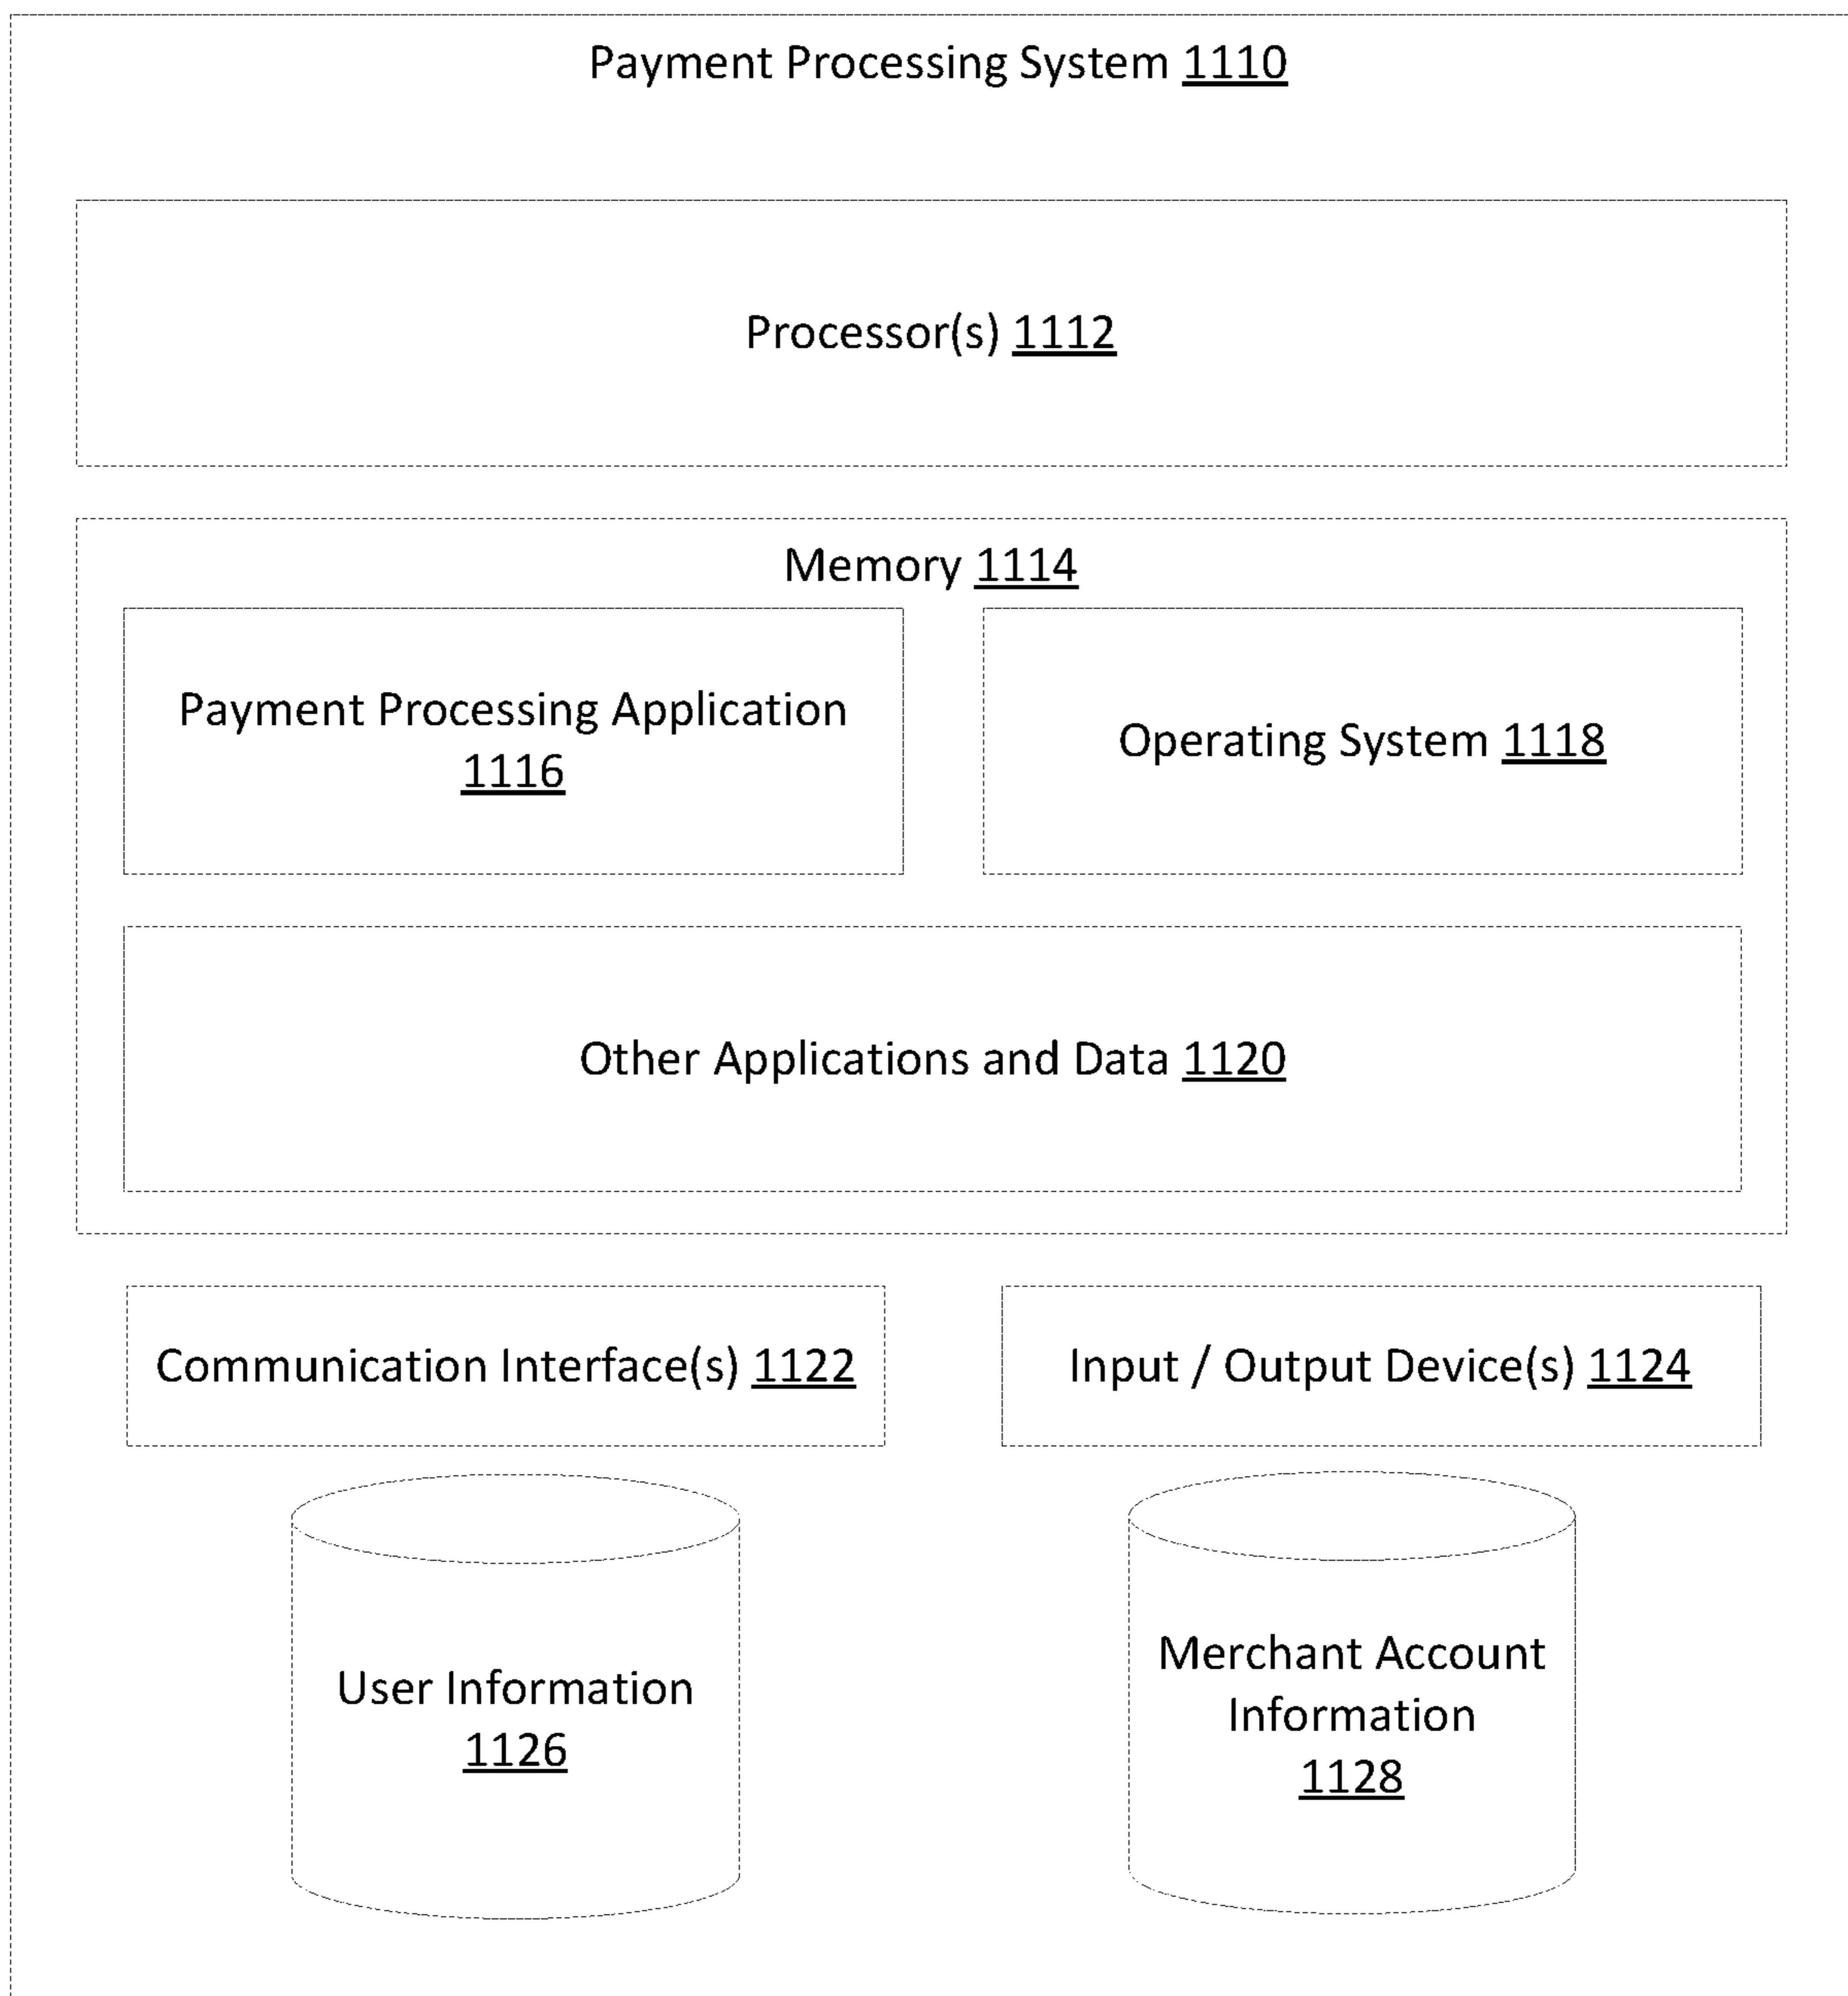 Payment Processing System 1110
Processor(s) 1112
Memory 1114
Payment Processing Application
1116
Operating System 1118
Other Applications and Data 1120
Communication Interface(s) 1122
Input / Output Device(s) 1124
User Information
1126
Merchant Account
Information
1128